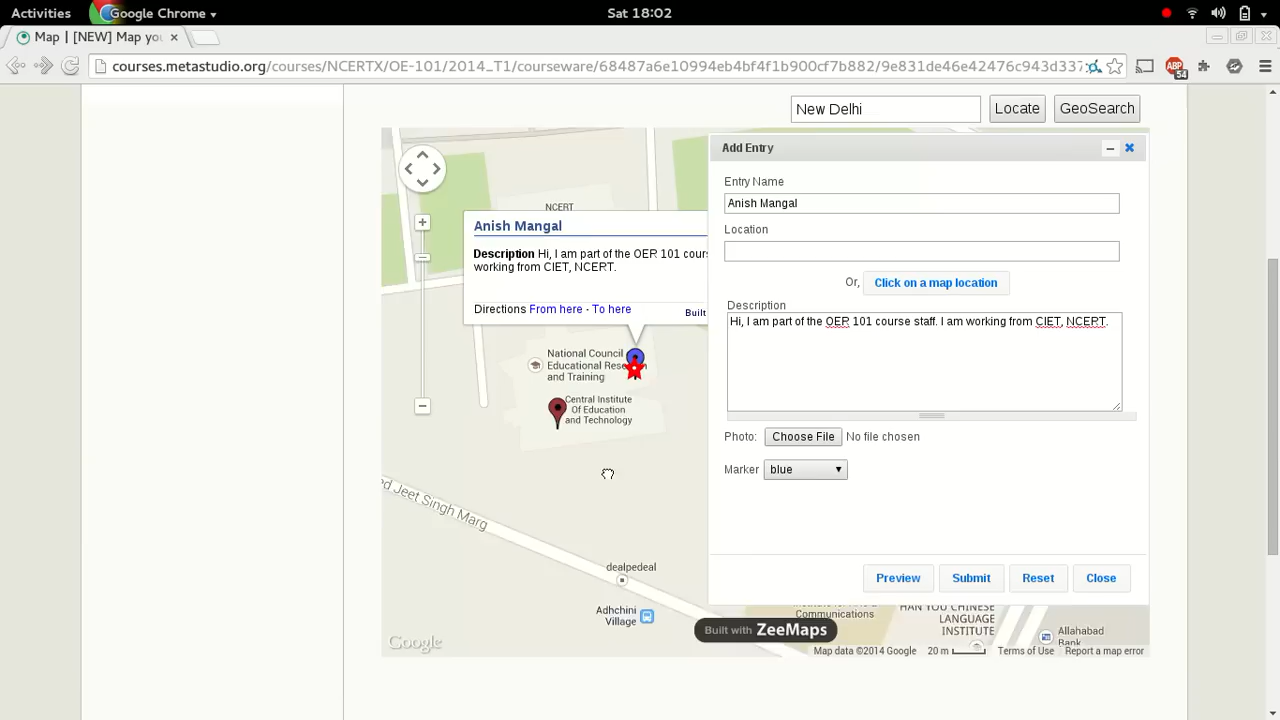 Activities
Google Chrome
Sat 18:02
Map | [NEW] Map you
courses.metastudio.org/courses/NCERTX/OE-101/2014_T1/courseware/68487a6e10994eb4bf4f1b900cf7b882/9e831de46e42476c943d337
ABP
54
New Delhi
Locate
GeoSearch
Add Entry
Entry Name
Anish Mangal
Location
Or, Click on a map location
Description
Hi, I am part of the OER 101 course staff. I am working from CIET, NCERT.
Photo: Choose File No file chosen
Marker blue
Preview
Submit
Reset
Close
NCERT
Anish Mangal
Description Hi, I am part of the OER 101 cours
working from CIET, NCERT.
Directions From here - To here
Built
National Council
Educational Resea
and Training
Central Institute
Of Education
and Technology
ed Jeet Singh Marg
dealpedeal
Adhchini
Village
Communications
HAN YOU CHINESE
LANGUAGE
INSTITUTE
Allahabad
Bank
Built with ZeeMaps
Google
Map data ©2014 Google
20 m
Terms of Use
Report a map error